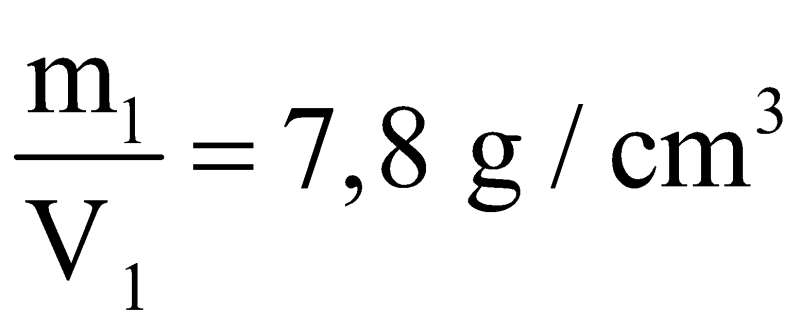 m₁/V₁ = 7,8 g / cm³